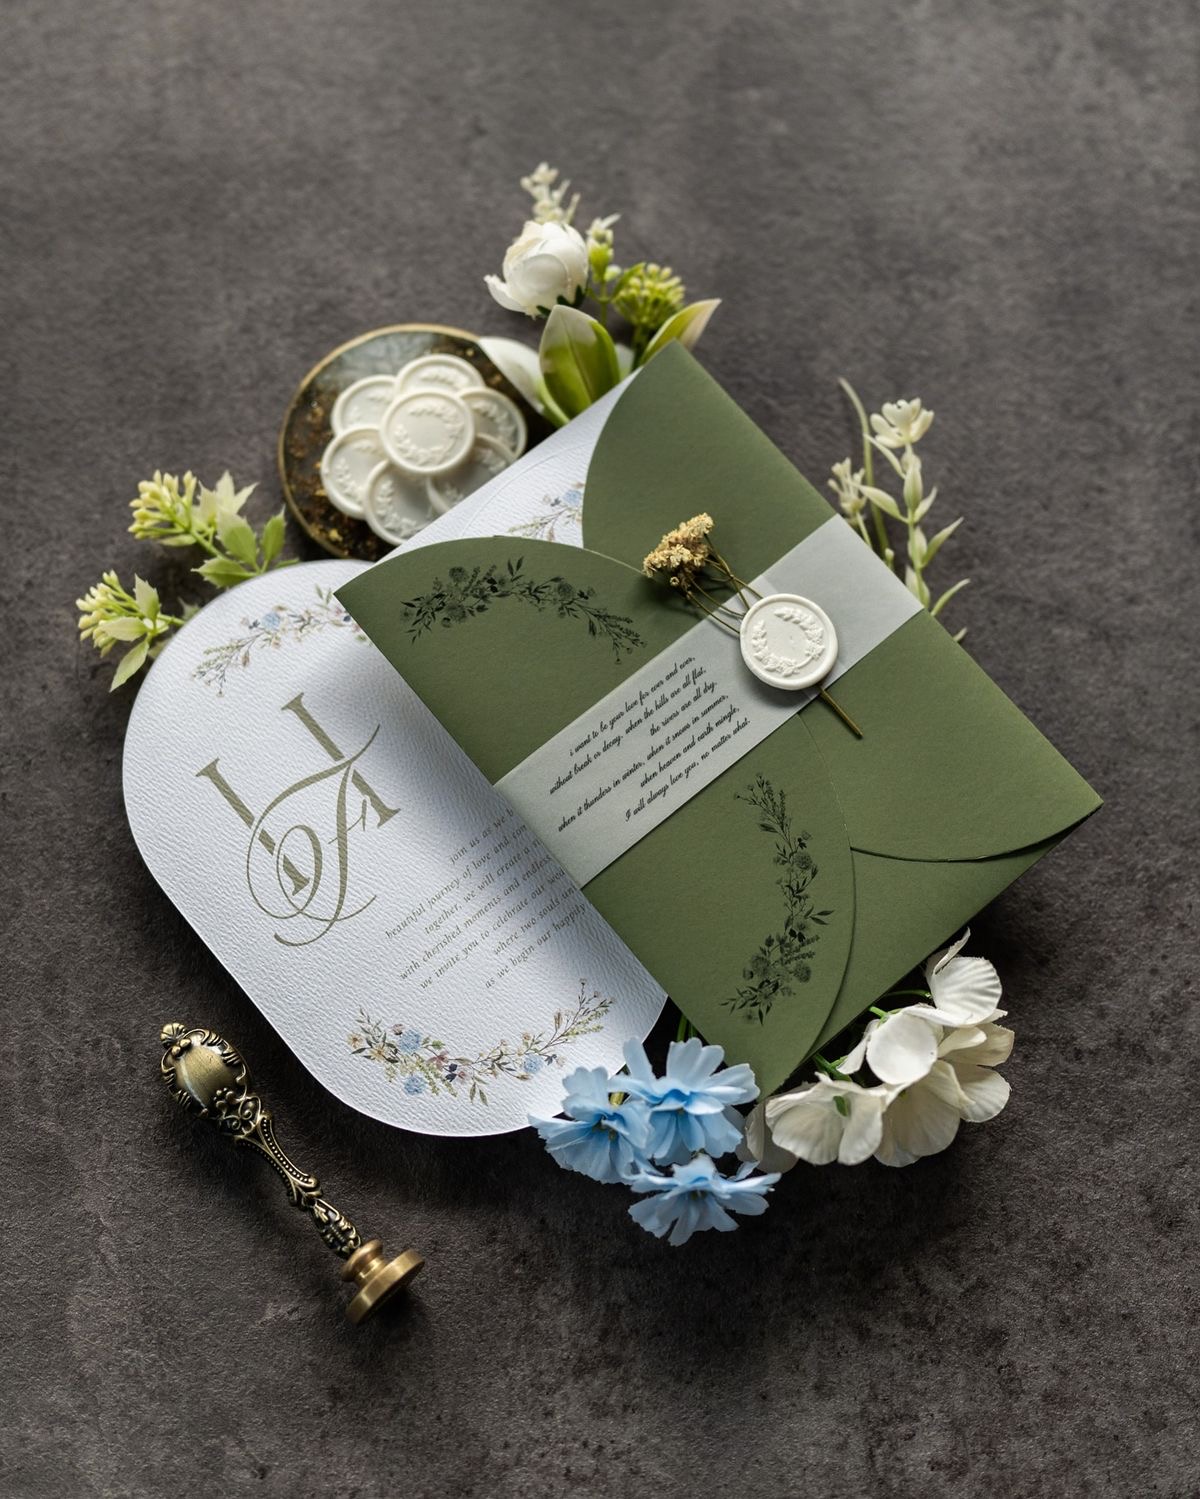 join us as we b
beautiful journey of love and com
together, we will create a
with cherished moments and endless
we invite you to celebrate our
where two souls un
as we begin our happily
i want to be your love for ever and ever,
without break or decay. when the hills are all flat,
the rivers are all dry.
when it thunders in winter, when it snows in summer,
when heaven and earth mingle,
I will always love you, no matter what.